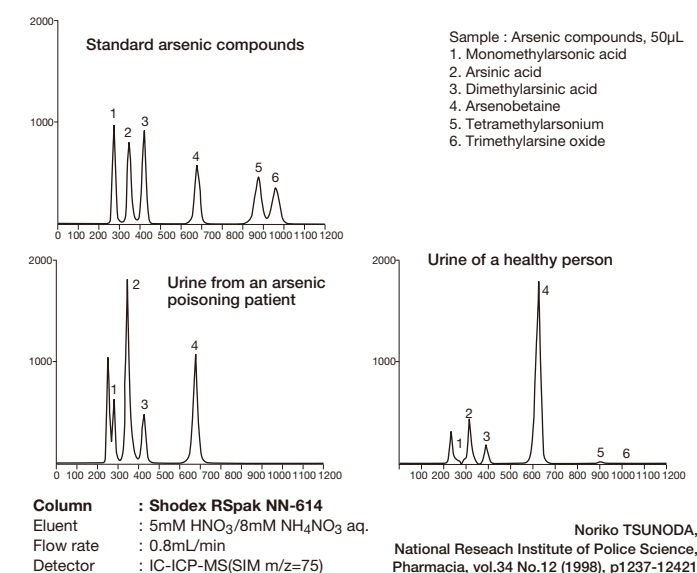 2000
Standard arsenic compounds
1000
1
2
3
4
5
6
0 100 200 300 400 500 600 700 800 900 1000 1100 1200
Sample : Arsenic compounds, 50µL
1. Monomethylarsonic acid
2. Arsinic acid
3. Dimethylarsinic acid
4. Arsenobetaine
5. Tetramethylarsonium
6. Trimethylarsine oxide
2000
Urine from an arsenic
poisoning patient
1000
1
2
3
4
0 100 200 300 400 500 600 700 800 900 1000 1100 1200
2000
Urine of a healthy person
1000
1
2
3
4
5
6
100 200 300 400 500 600 700 800 900 1000 1100 1200
Column : Shodex RSpak NN-614
Eluent : 5mM HNO3/8mM NH4NO3 aq.
Flow rate : 0.8mL/min
Detector : IC-ICP-MS(SIM m/z=75)
Noriko TSUNODA,
National Reseach Institute of Police Science,
Pharmacia, vol.34 No.12 (1998), p1237-12421